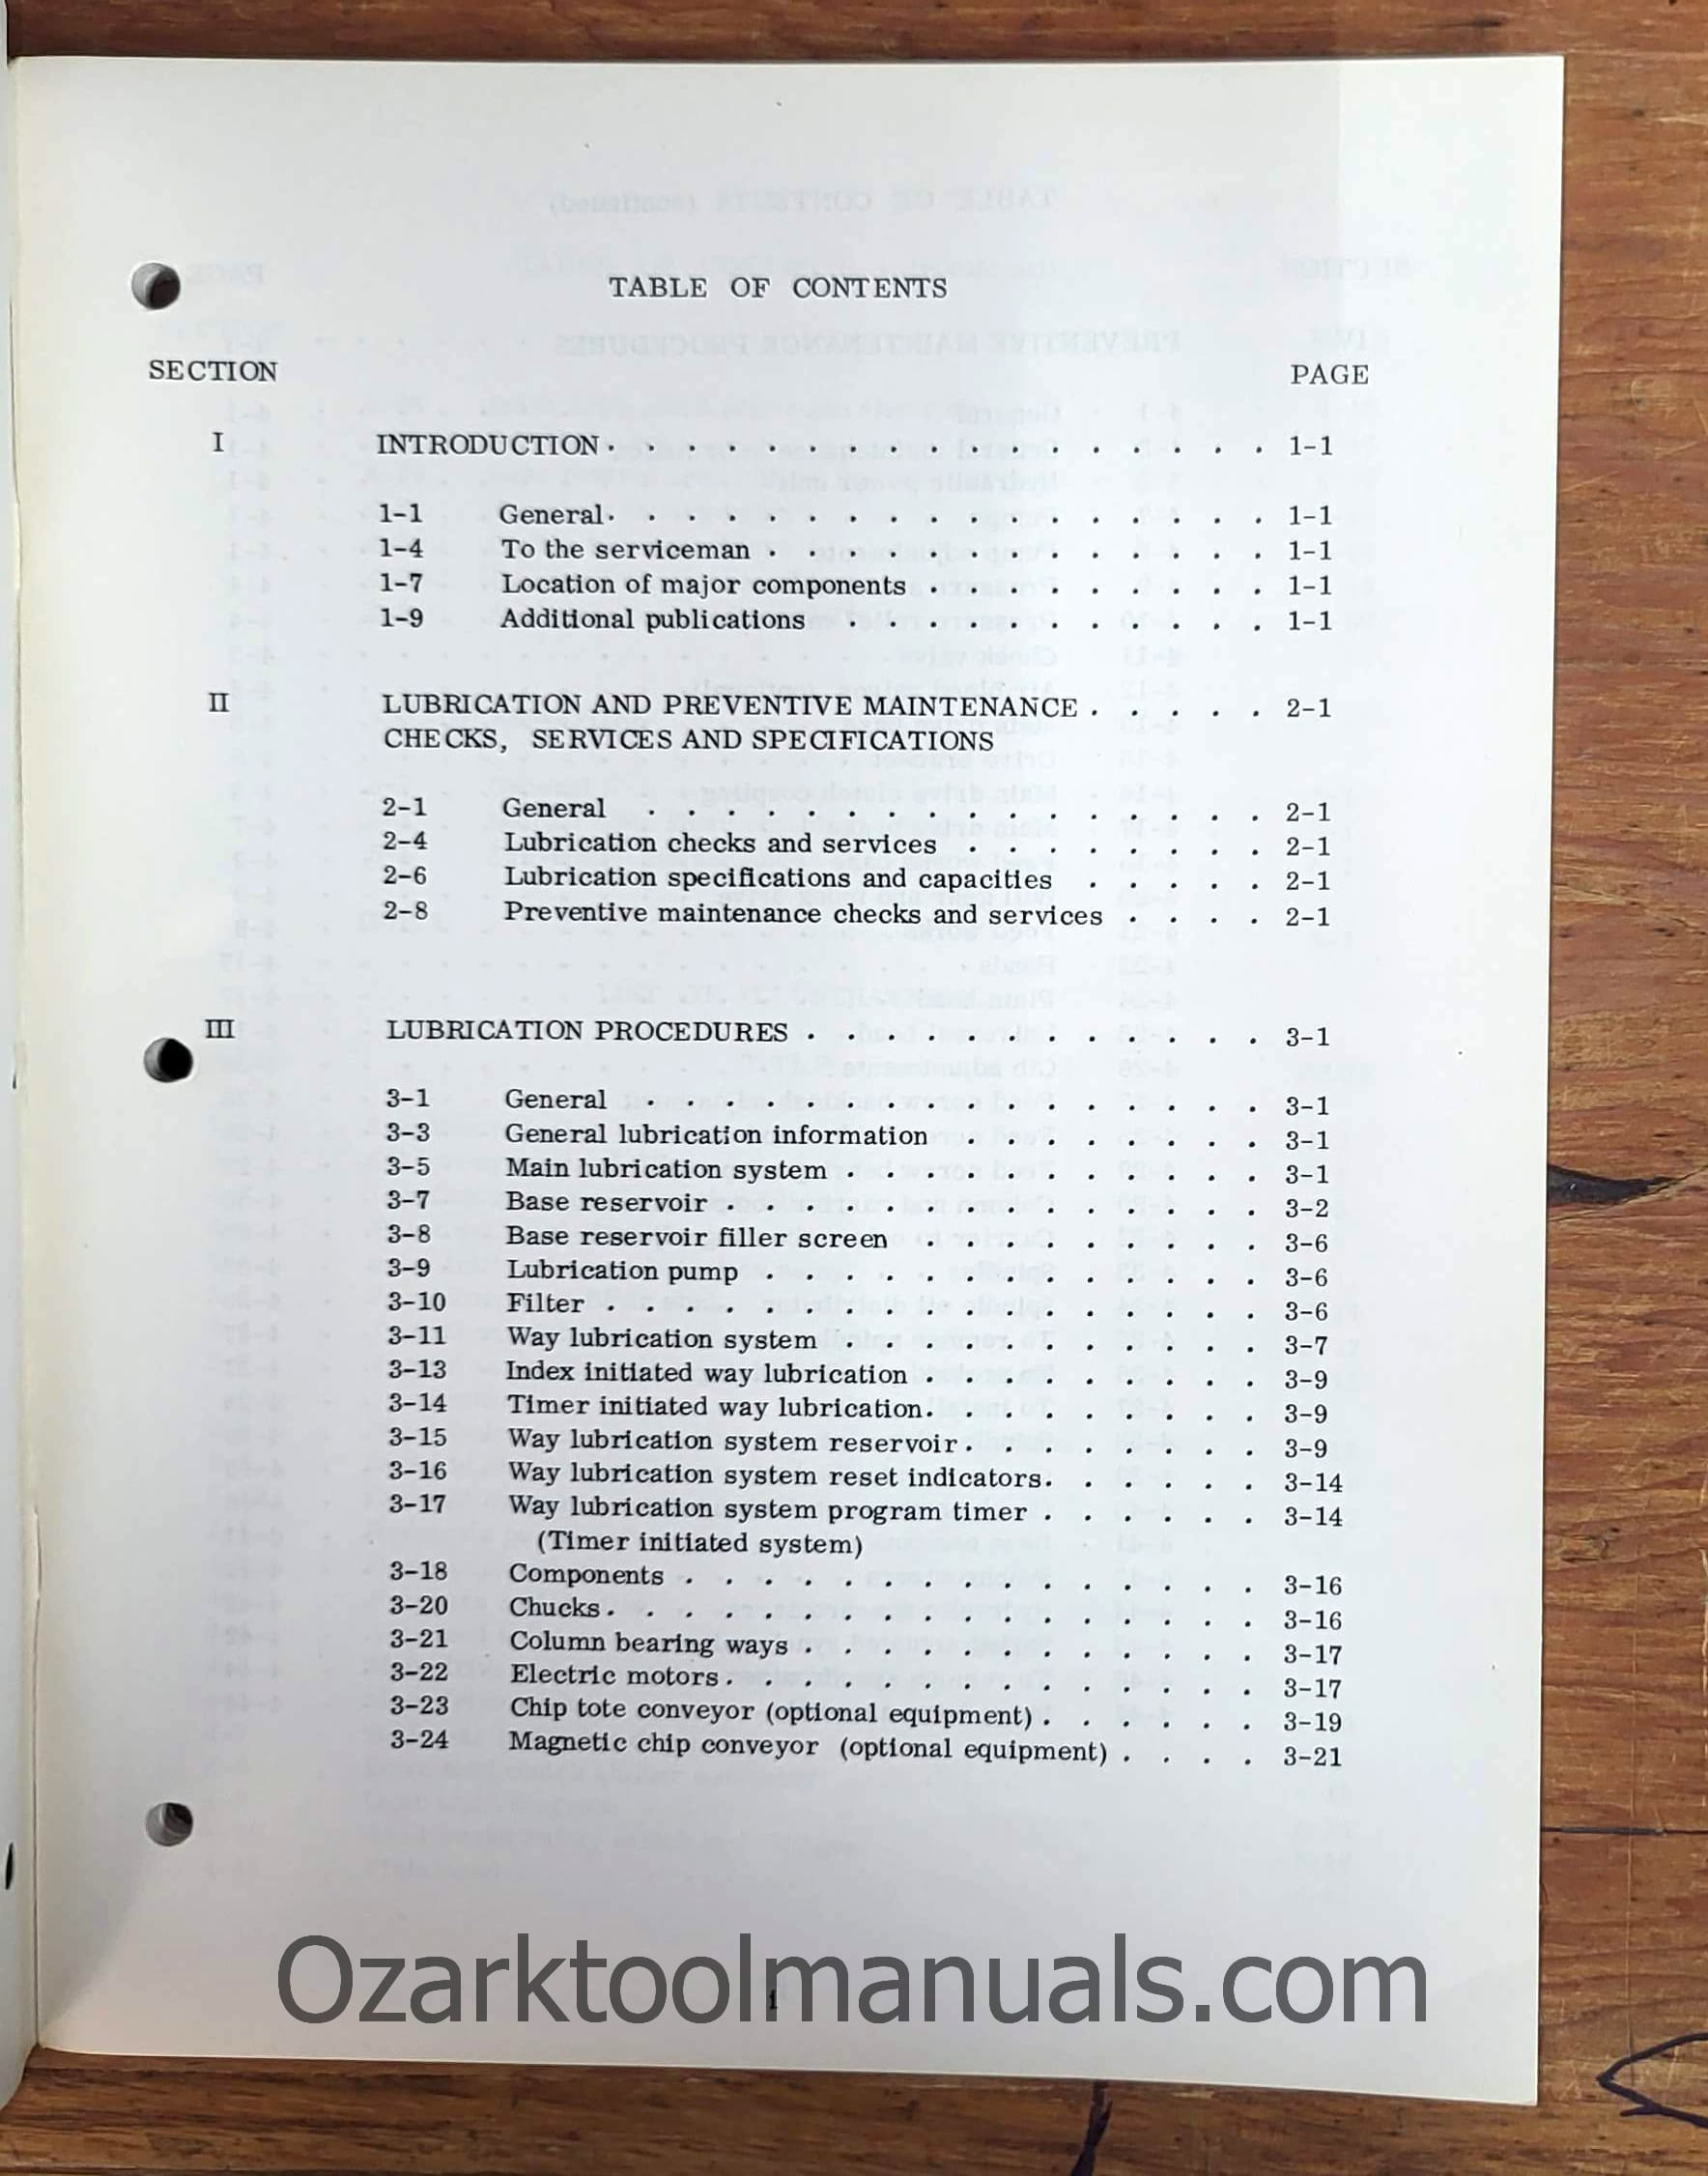 TABLE OF CONTENTS
SECTION PAGE
I INTRODUCTION . . . . . . . . . . . . . . . . . 1-1
1-1 General . . . . . . . . . . . . . . . . . 1-1
1-4 To the serviceman . . . . . . . . . . . . . 1-1
1-7 Location of major components . . . . . . . . . 1-1
1-9 Additional publications . . . . . . . . . . . 1-1
II LUBRICATION AND PREVENTIVE MAINTENANCE . . . . . 2-1
CHECKS, SERVICES AND SPECIFICATIONS
2-1 General . . . . . . . . . . . . . . . . 2-1
2-4 Lubrication checks and services . . . . . . . . 2-1
2-6 Lubrication specifications and capacities . . . . . 2-1
2-8 Preventive maintenance checks and services . . . . 2-1
III LUBRICATION PROCEDURES . . . . . . . . . . . . 3-1
3-1 General . . . . . . . . . . . . . . . . 3-1
3-3 General lubrication information . . . . . . . . 3-1
3-5 Main lubrication system . . . . . . . . . . . 3-1
3-7 Base reservoir . . . . . . . . . . . . . . 3-2
3-8 Base reservoir filler screen . . . . . . . . . 3-6
3-9 Lubrication pump . . . . . . . . . . . . . 3-6
3-10 Filter . . . . . . . . . . . . . . . . . 3-6
3-11 Way lubrication system . . . . . . . . . . . 3-7
3-13 Index initiated way lubrication . . . . . . . . . 3-9
3-14 Timer initiated way lubrication . . . . . . . . . 3-9
3-15 Way lubrication system reservoir . . . . . . . . 3-9
3-16 Way lubrication system reset indicators . . . . . . 3-14
3-17 Way lubrication system program timer . . . . . . 3-14
(Timer initiated system)
3-18 Components . . . . . . . . . . . . . . . 3-16
3-20 Chucks . . . . . . . . . . . . . . . . . 3-16
3-21 Column bearing ways . . . . . . . . . . . . 3-17
3-22 Electric motors . . . . . . . . . . . . . . 3-17
3-23 Chip tote conveyor (optional equipment) . . . . . . 3-19
3-24 Magnetic chip conveyor (optional equipment) . . . . 3-21
i
Ozarktoolmanuals.com